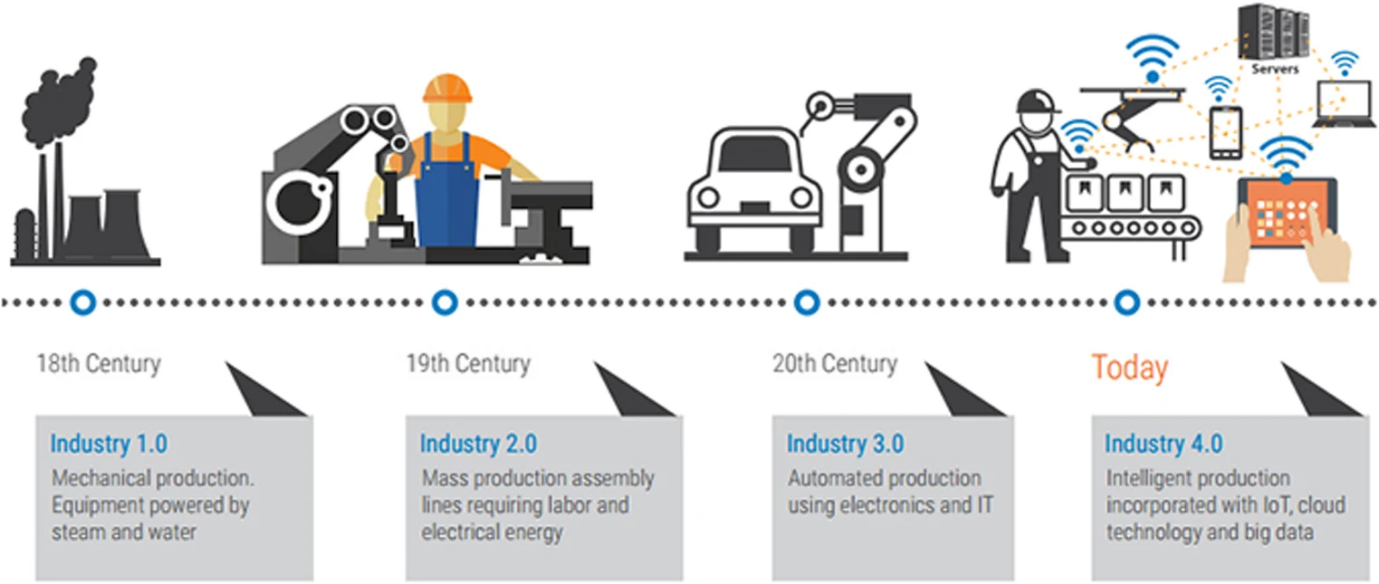 Servers
18th Century
Industry 1.0
Mechanical production.
Equipment powered by
steam and water
19th Century
Industry 2.0
Mass production assembly
lines requiring labor and
electrical energy
20th Century
Industry 3.0
Automated production
using electronics and IT
Today
Industry 4.0
Intelligent production
incorporated with IoT, cloud
technology and big data